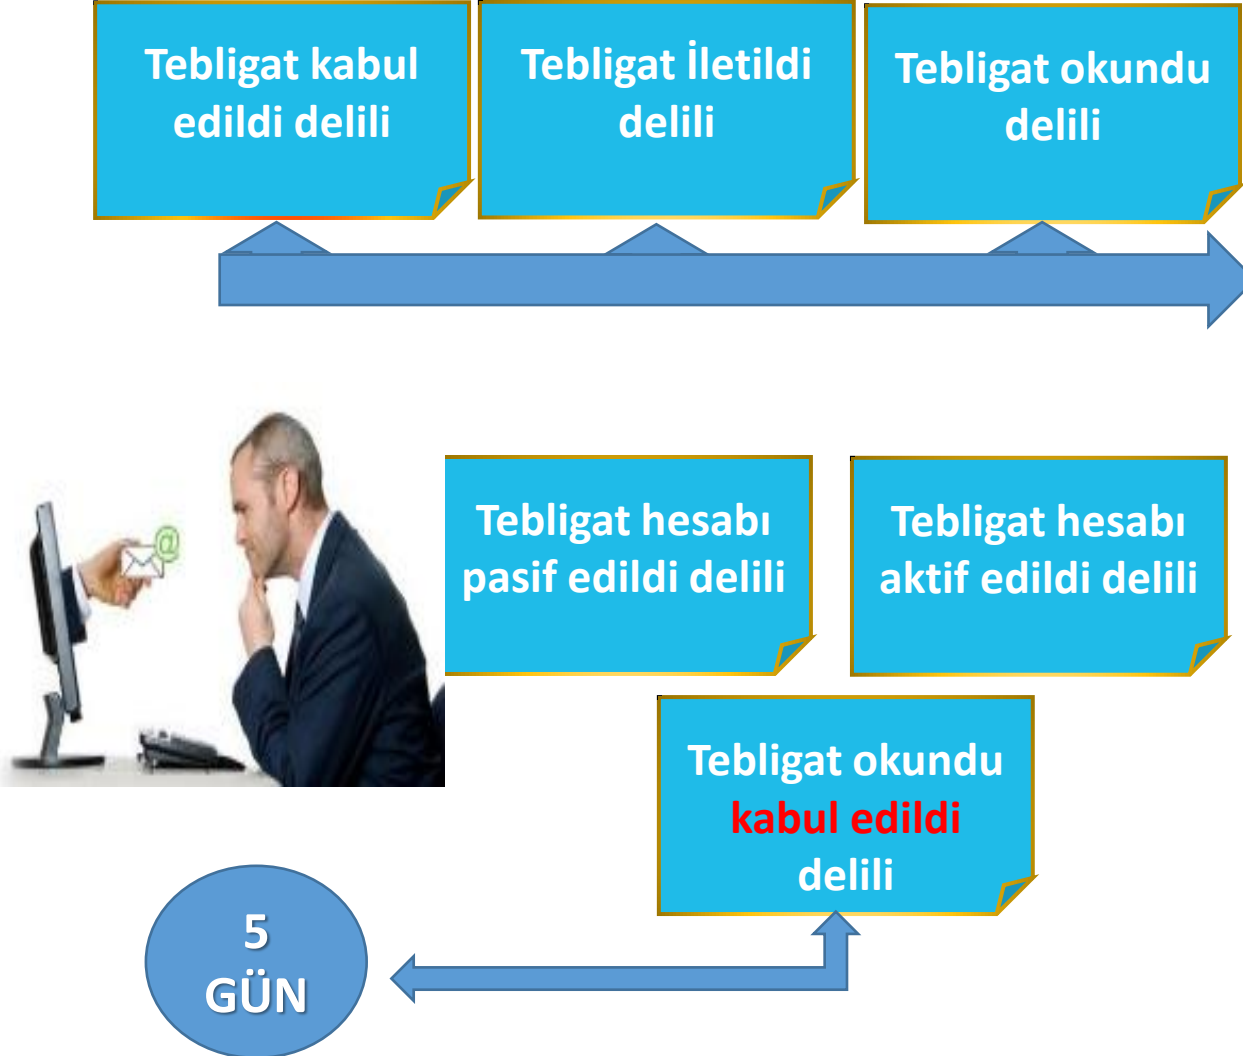 Tebligat kabul
edildi delili
Tebligat İletildi
delili
Tebligat okundu
delili
Tebligat hesabı
pasif edildi delili
Tebligat hesabı
aktif edildi delili
Tebligat okundu
kabul edildi
delili
5
GÜN